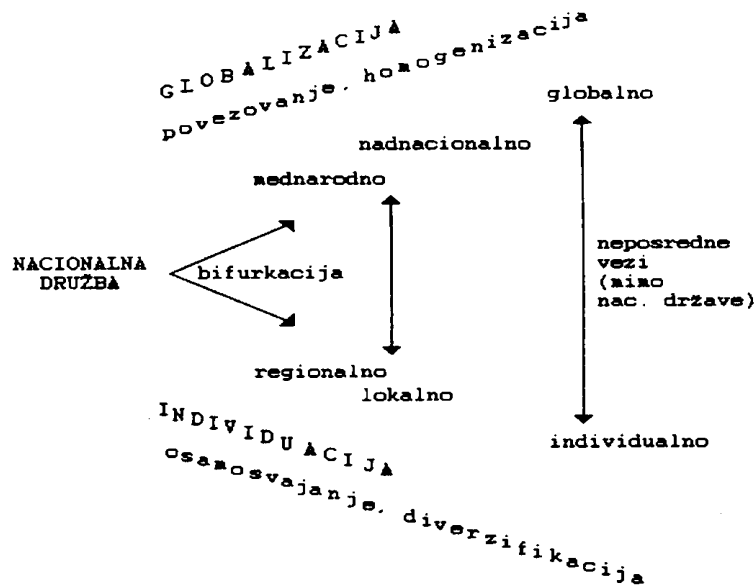 GLOBALIZACIJA
povezovanje, homogenizacija
globalno
nadnacionalno
mednarodno
NACIONALNA
DRUŽBA
bifurkacija
neposredne
vezi
(mimo
nac. države)
regionalno
lokalno
individualno
INDIVIDUACIJA
osamosvajanje, diverzifikacija